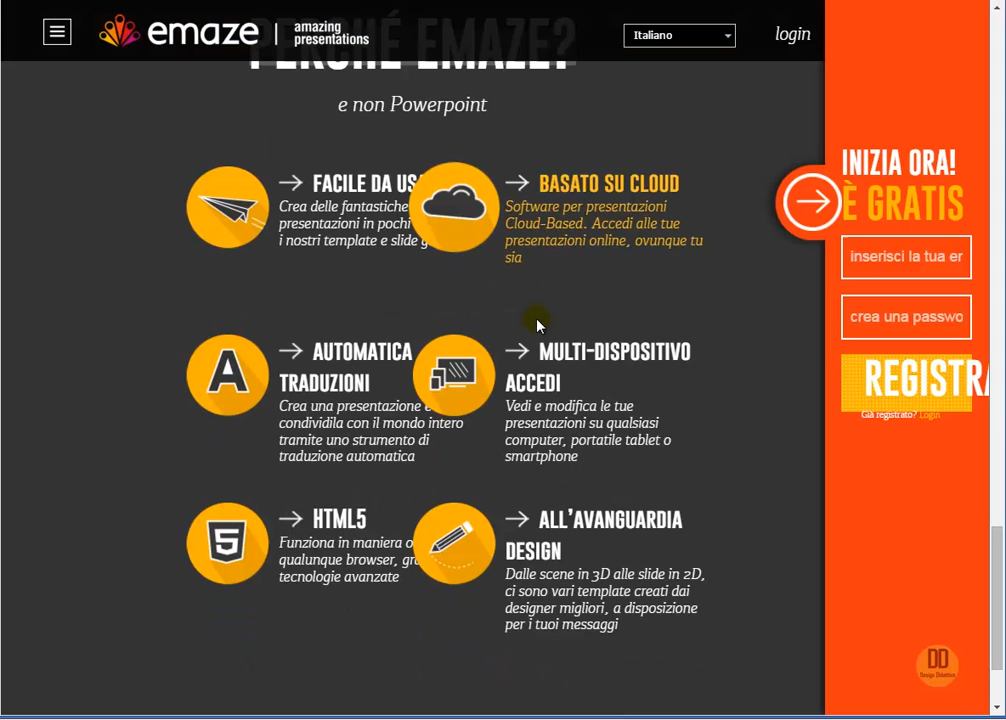 emaze
amazing
presentations
Italiano
login
PERCHÉ EMAZE?
e non Powerpoint
FACILE DA US
Crea delle fantastiche
presentazioni in pochi
i nostri template e slide g
BASATO SU CLOUD
Software per presentazioni
Cloud-Based. Accedi alle tue
presentazioni online, ovunque tu
sia
AUTOMATICA
TRADUZIONI
Crea una presentazione e
condividila con il mondo intero
tramite uno strumento di
traduzione automatica
MULTI-DISPOSITIVO
ACCEDI
Vedi e modifica le tue
presentazioni su qualsiasi
computer, portatile tablet o
smartphone
HTML5
Funziona in maniera o
qualunque browser, gra
tecnologie avanzate
ALL'AVANGUARDIA
DESIGN
Dalle scene in 3D alle slide in 2D,
ci sono vari template creati dai
designer migliori, a disposizione
per i tuoi messaggi
INIZIA ORA!
È GRATIS
inserisci la tua er
crea una passwo
REGISTRA
Già registrato? Login
DD
Design Didattico